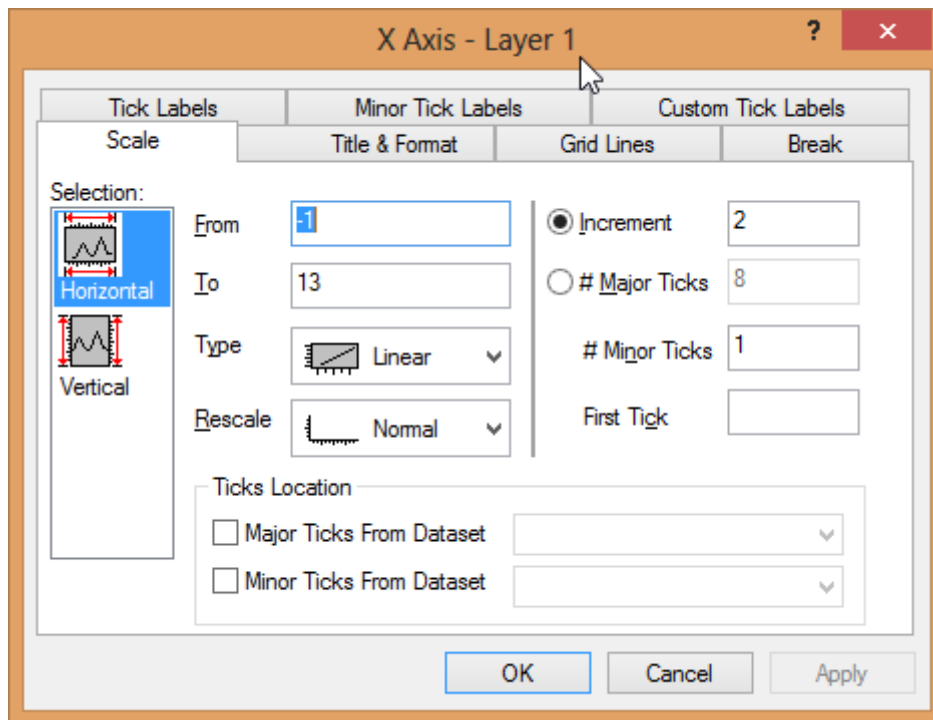 X Axis - Layer 1
?
Tick Labels
Minor Tick Labels
Custom Tick Labels
Scale
Title & Format
Grid Lines
Break
Selection:
Horizontal
Vertical
From
-1
To
13
Type
Linear
Rescale
Normal
Increment
2
# Major Ticks
8
# Minor Ticks
1
First Tick
Ticks Location
Major Ticks From Dataset
Minor Ticks From Dataset
OK
Cancel
Apply